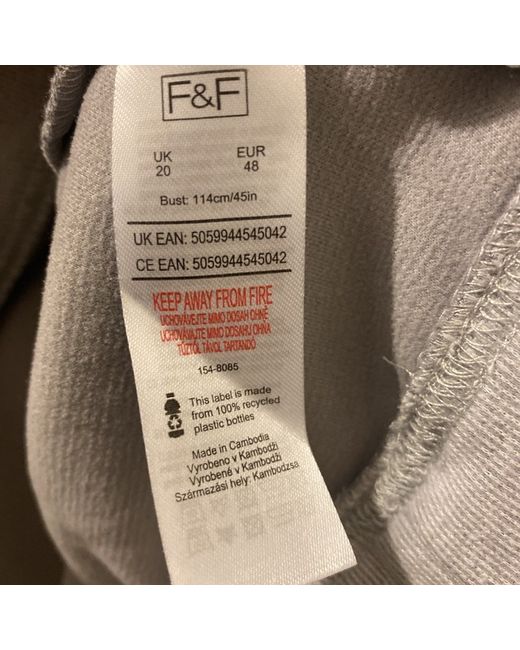 F&F
UK EUR
20 48
Bust: 114cm/45in
UK EAN: 5059944545042
CE EAN: 5059944545042
KEEP AWAY FROM FIRE
UCHOVÁVEJTE MIMO DOSAH OHNĚ
UCHOVÁVAJTE MIMO DOSAHU OHŇA
TŰZTŐL TÁVOL TARTANDÓ
154-8085
This label is made
from 100% recycled
plastic bottles
Made in Cambodia
Vyrobeno v Kambodži
Vyrobené v Kambodži
Származási hely: Kambodzsa